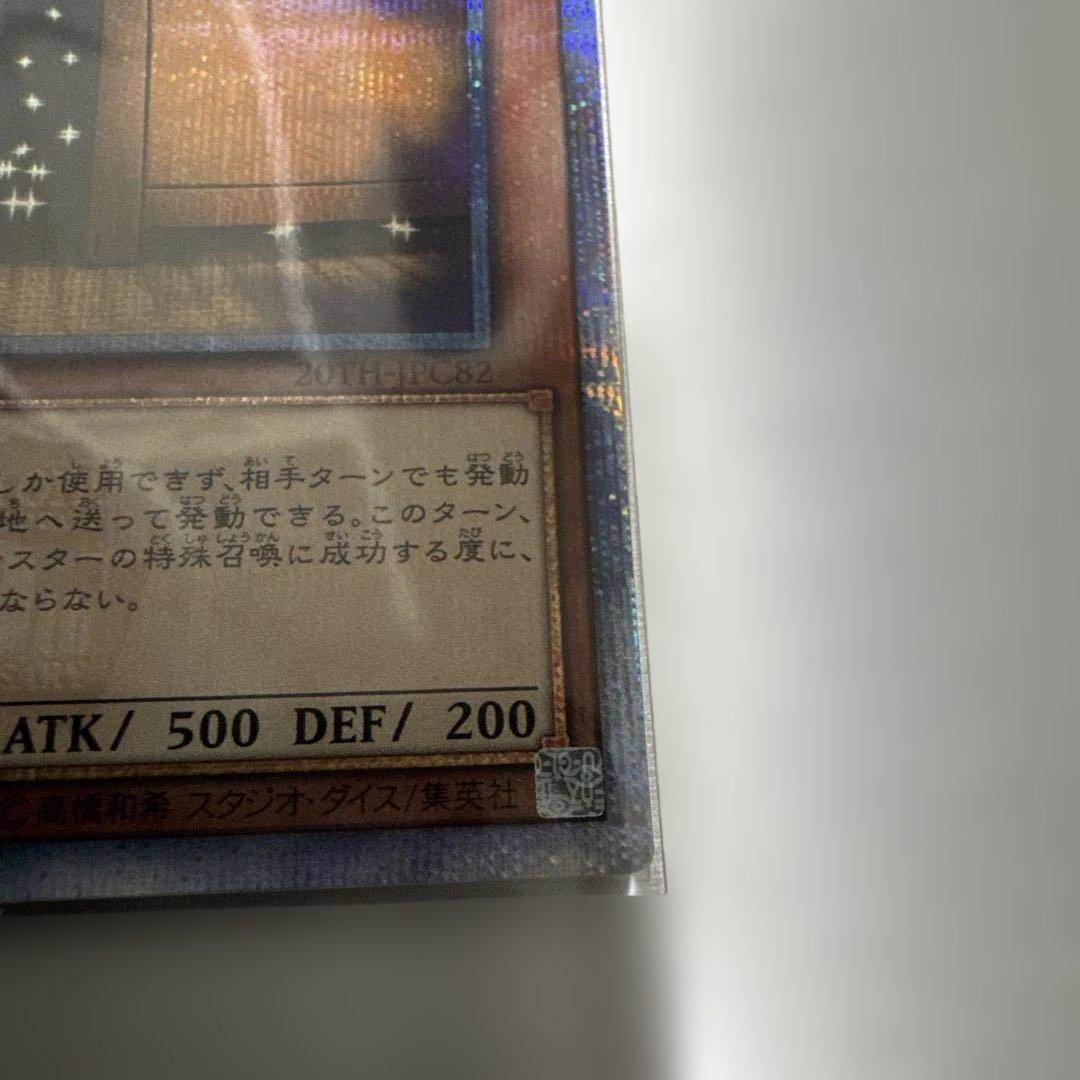 20TH-JPC82
しか使用できず、相手ターンでも発動
地へ送って発動できる。このターン、
スターの特殊召喚に成功する度に、
ならない。
ATK/ 500 DEF/ 200
©高橋和希 スタジオ・ダイス/集英社